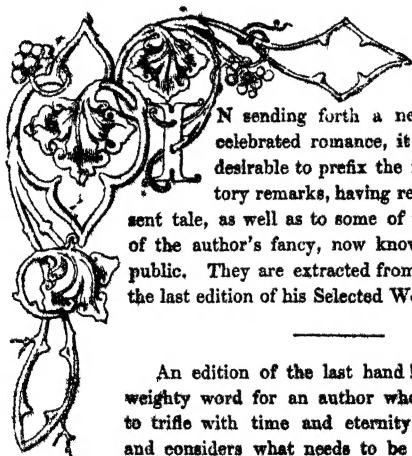 IN sending forth a ne
celebrated romance, it
desirable to prefix the
tory remarks, having re
sent tale, as well as to some of
of the author's fancy, now know
public. They are extracted from
the last edition of his Selected W
An edition of the last hand!
weighty word for an author who
to trifle with time and eternity
and considers what needs to be